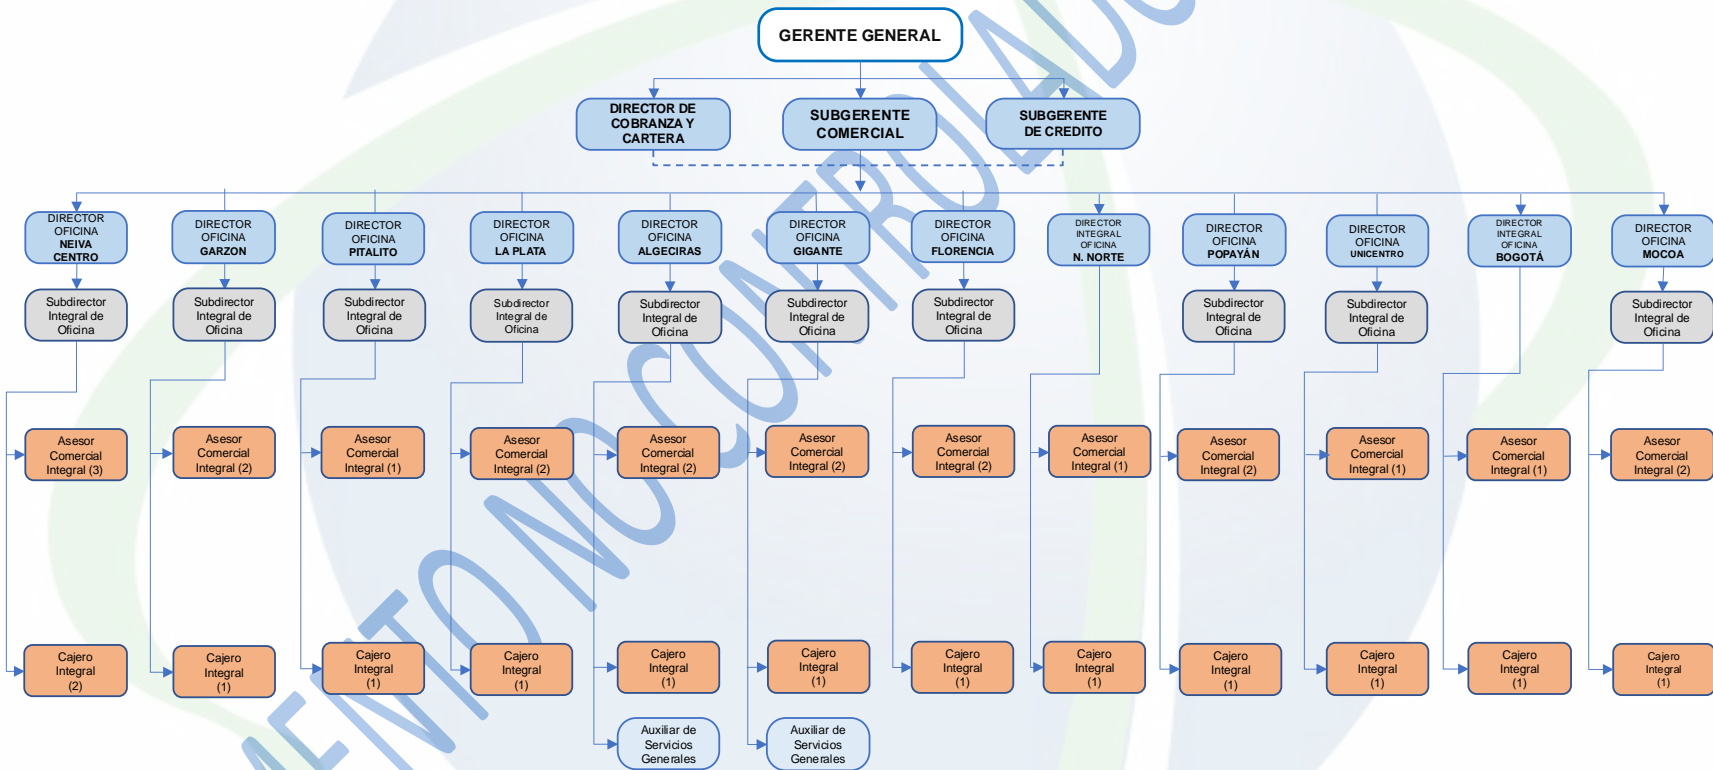 GERENTE GENERAL
DIRECTOR DE
COBRANZA Y
CARTERA
SUBGERENTE
COMERCIAL
SUBGERENTE
DE CREDITO
DIRECTOR
OFICINA
NEIVA
CENTRO
DIRECTOR
OFICINA
GARZON
DIRECTOR
OFICINA
PITALITO
DIRECTOR
OFICINA
LA PLATA
DIRECTOR
OFICINA
ALGECIRAS
DIRECTOR
OFICINA
GIGANTE
DIRECTOR
OFICINA
FLORENCIA
DIRECTOR
INTEGRAL
OFICINA
N. NORTE
DIRECTOR
OFICINA
POPAYÁN
DIRECTOR
OFICINA
UNICENTRO
DIRECTOR
INTEGRAL
OFICINA
BOGOTÁ
DIRECTOR
OFICINA
MOCOA
Subdirector
Integral de
Oficina
Subdirector
Integral de
Oficina
Subdirector
Integral de
Oficina
Subdirector
Integral de
Oficina
Subdirector
Integral de
Oficina
Subdirector
Integral de
Oficina
Subdirector
Integral de
Oficina
Subdirector
Integral de
Oficina
Subdirector
Integral de
Oficina
Subdirector
Integral de
Oficina
Asesor
Comercial
Integral (3)
Asesor
Comercial
Integral (2)
Asesor
Comercial
Integral (1)
Asesor
Comercial
Integral (2)
Asesor
Comercial
Integral (2)
Asesor
Comercial
Integral (2)
Asesor
Comercial
Integral (2)
Asesor
Comercial
Integral (1)
Asesor
Comercial
Integral (2)
Asesor
Comercial
Integral (1)
Asesor
Comercial
Integral (1)
Asesor
Comercial
Integral (2)
Cajero
Integral
(2)
Cajero
Integral
(1)
Cajero
Integral
(1)
Cajero
Integral
(1)
Cajero
Integral
(1)
Cajero
Integral
(1)
Cajero
Integral
(1)
Cajero
Integral
(1)
Cajero
Integral
(1)
Cajero
Integral
(1)
Cajero
Integral
(1)
Cajero
Integral
(1)
Auxiliar de
Servicios
Generales
Auxiliar de
Servicios
Generales
MENTO NO CONTROLADO